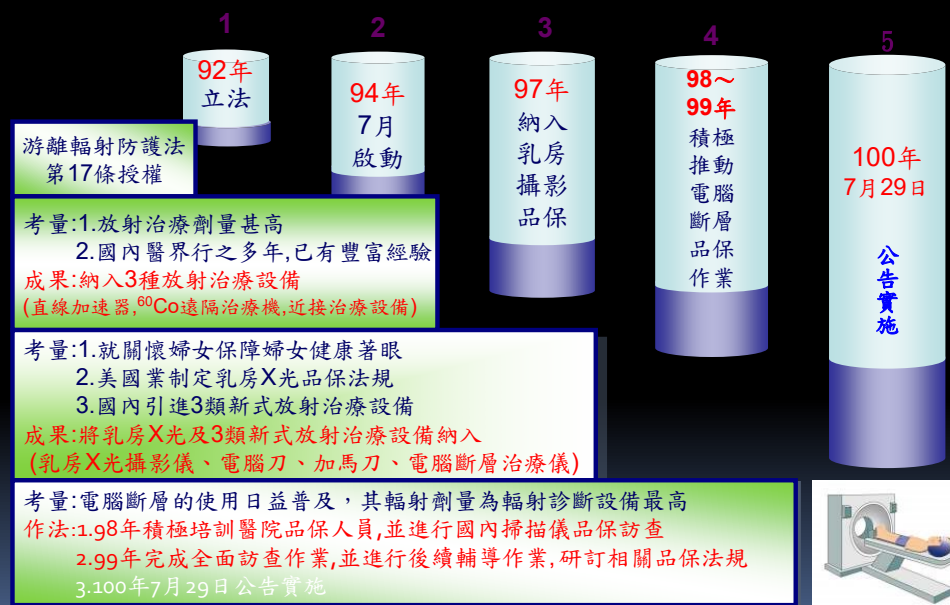 1
92年
立法
2
94年
7月
啟動
3
97年
納入
乳房
攝影
品保
4
98～
99年
積極
推動
電腦
斷層
品保
作業
5
100年
7月29日
公告實施
游離輻射防護法
第17條授權
考量:1.放射治療劑量甚高
2.國內醫界行之多年,已有豐富經驗
成果:納入3種放射治療設備
(直線加速器,60Co遠隔治療機,近接治療設備)
考量:1.就關懷婦女保障婦女健康著眼
2.美國業制定乳房X光品保法規
3.國內引進3類新式放射治療設備
成果:將乳房X光及3類新式放射治療設備納入
(乳房X光攝影儀、電腦刀、加馬刀、電腦斷層治療儀)
考量:電腦斷層的使用日益普及，其輻射劑量為輻射診斷設備最高
作法:1.98年積極培訓醫院品保人員,並進行國內掃描儀品保訪查
2.99年完成全面訪查作業,並進行後續輔導作業,研訂相關品保法規
3.100年7月29日公告實施